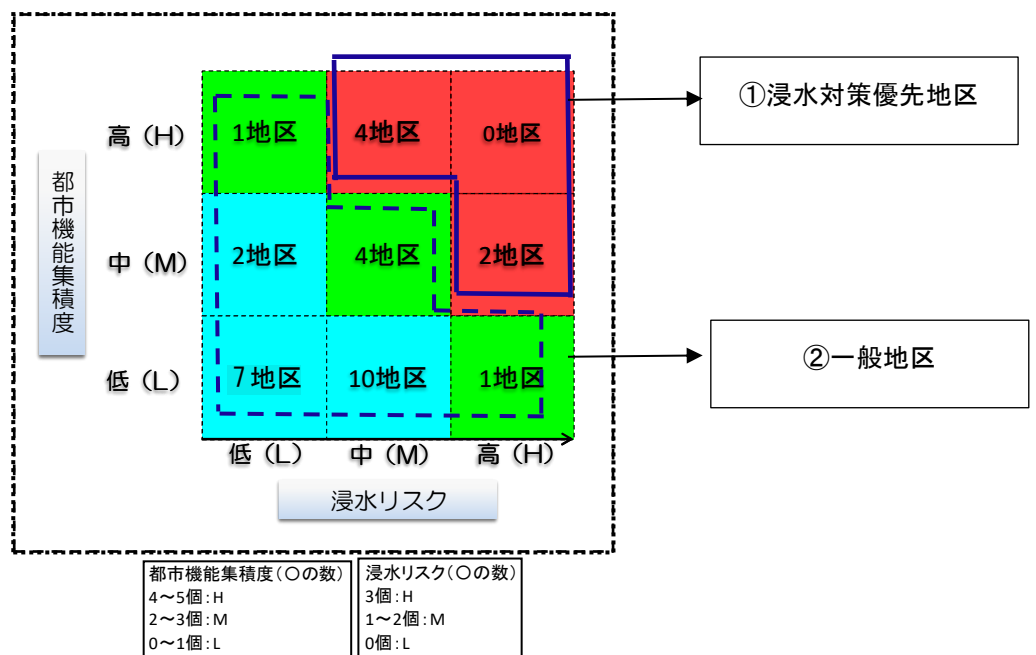 ①浸水対策優先地区
高（H）
1地区
4地区
0地区
都市機能集積度
中（M）
2地区
4地区
2地区
②一般地区
低（L）
7地区
10地区
1地区
低（L）
中（M）
高（H）
浸水リスク
都市機能集積度（〇の数）
4～5個：H
2～3個：M
0～1個：L
浸水リスク（〇の数）
3個：H
1～2個：M
0個：L